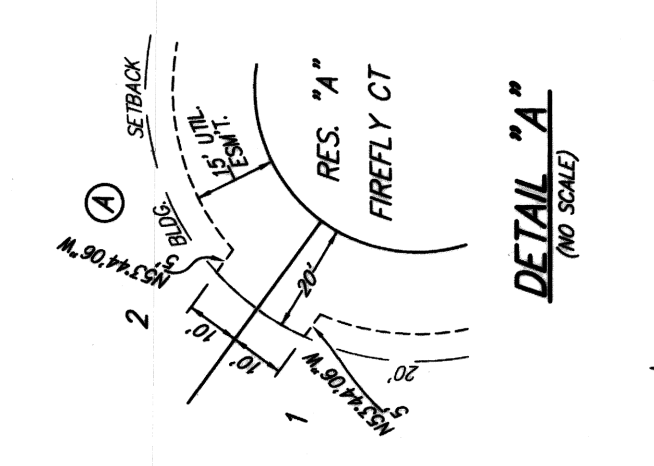 SETBACK
BLDG.
15' UTIL.
ESM'T.
RES. "A"
FIREFLY CT
A
N53°44'06"W
5'
2
10'
10'
20'
N53°44'06"W
5'
20'
1
DETAIL "A"
(NO SCALE)